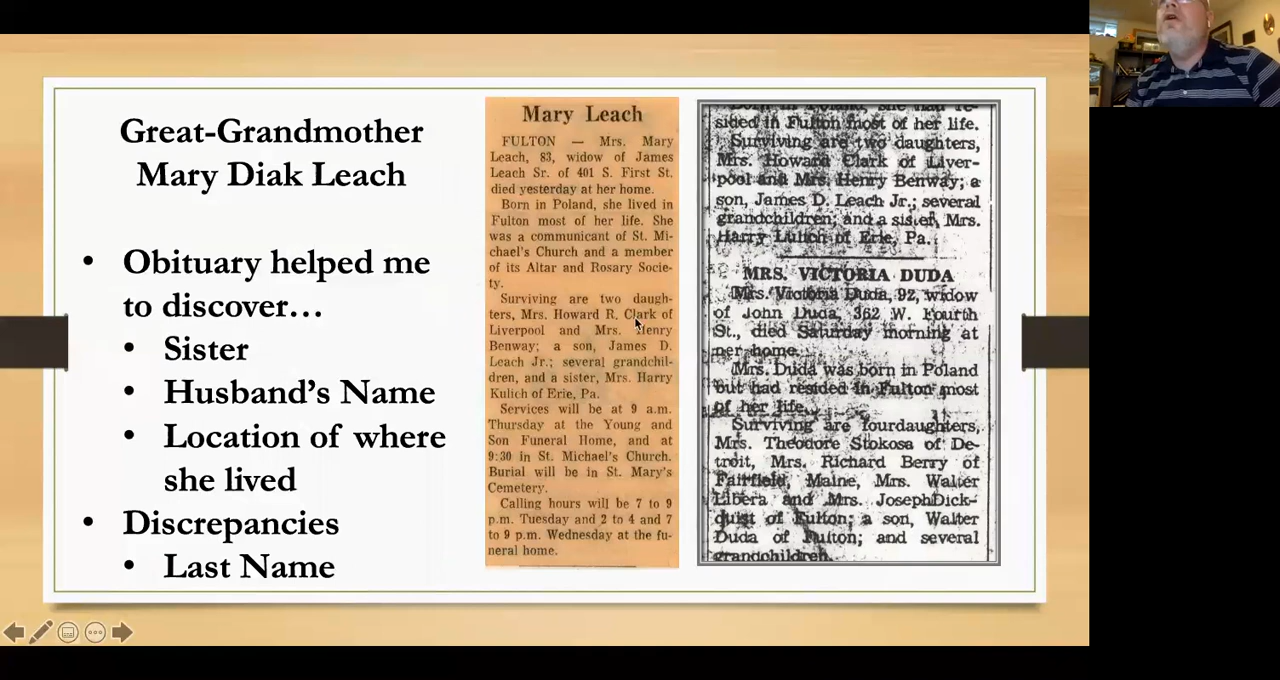 Great-Grandmother
Mary Diak Leach
• Obituary helped me
to discover…
• Sister
• Husband's Name
• Location of where
she lived
• Discrepancies
• Last Name
Mary Leach
FULTON — Mrs. Mary
Leach, 83, widow of James
Leach Sr. of 401 S. First St.
died yesterday at her home.
Born in Poland, she lived in
Fulton most of her life. She
was a communicant of St. Mi-
chael's Church and a member
of its Altar and Rosary Socie-
ty.
Surviving are two daugh-
ters, Mrs. Howard R. Clark of
Liverpool and Mrs. Henry
Benway; a son, James D.
Leach Jr.; several grandchil-
dren, and a sister, Mrs. Harry
Kulich of Erie, Pa.
Services will be at 9 a.m.
Thursday at the Young and
Son Funeral Home, and at
9:30 in St. Michael's Church.
Burial will be in St. Mary's
Cemetery.
Calling hours will be 7 to 9
p.m. Tuesday and 2 to 4 and 7
to 9 p.m. Wednesday at the fu-
neral home.
Born in Poland, she had re-
sided in Fulton most of her life.
Surviving are two daughters,
Mrs. Howard Clark of Liver-
pool and Mrs. Henry Benway; a
son, James D. Leach Jr.; several
grandchildren; and a sister, Mrs.
Harry of Erie, Pa.
MRS. VICTORIA DUDA
Mrs. Victoria Duda, 92, widow
of John Duda, 362 W. Fourth
St., died Saturday morning at
her home.
Mrs. Duda was born in Poland
but had resided in Fulton most
of her life.
Surviving are fourdaughters,
Mrs. Theodore Stokosa of De-
troit, Mrs. Richard Berry of
Fairfield, Maine, Mrs. Walter
Libera and Mrs. JosephDick-
quist of Fulton; a son, Walter
Duda of Fulton; and several
grandchildren.